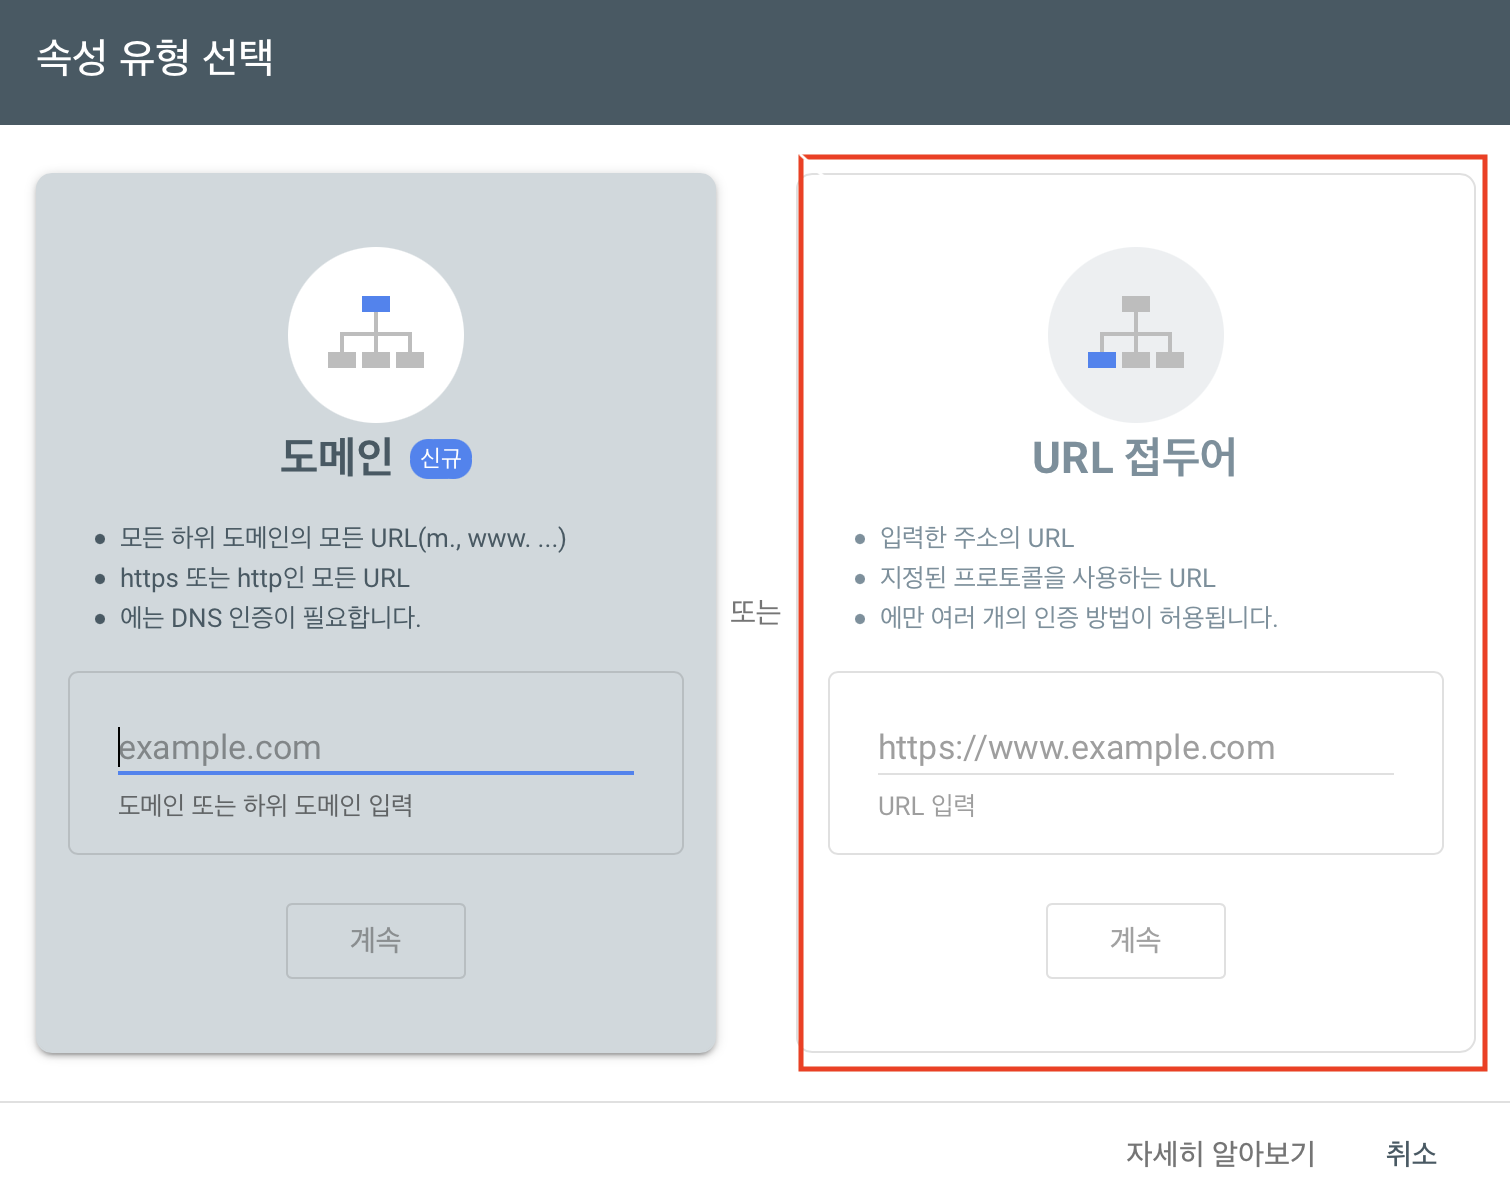 속성 유형 선택
도메인 신규
모든 하위 도메인의 모든 URL(m., www. ...)
https 또는 http인 모든 URL
에는 DNS 인증이 필요합니다.
example.com
도메인 또는 하위 도메인 입력
계속
또는
URL 접두어
입력한 주소의 URL
지정된 프로토콜을 사용하는 URL
에만 여러 개의 인증 방법이 허용됩니다.
https://www.example.com
URL 입력
계속
자세히 알아보기 취소